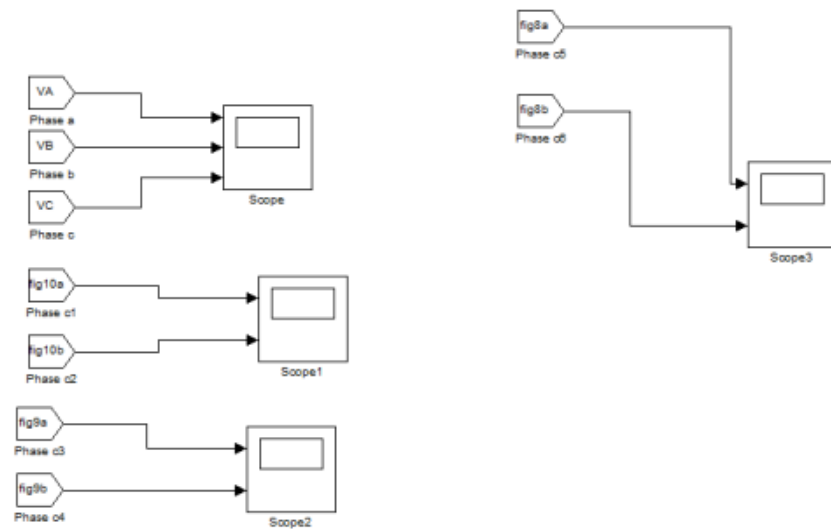 VA
Phase a
VB
Phase b
VC
Phase c
Scope
fig10a
Phase c1
fig10b
Phase c2
Scope1
fig9a
Phase c3
fig9b
Phase c4
Scope2
fig8a
Phase c5
fig8b
Phase c6
Scope3